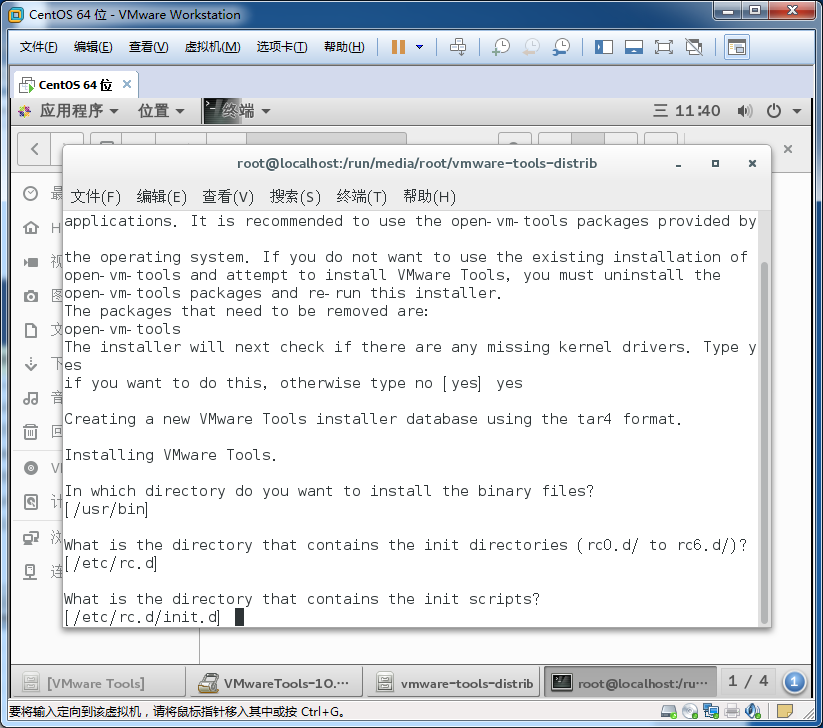 CentOS 64 位 - VMware Workstation
文件(F) 编辑(E) 查看(V) 虚拟机(M) 选项卡(T) 帮助(H)
CentOS 64 位
应用程序 位置 终端 三 11:40
root@localhost:/run/media/root/vmware-tools-distrib
文件(F) 编辑(E) 查看(V) 搜索(S) 终端(T) 帮助(H)
applications. It is recommended to use the open-vm-tools packages provided by
the operating system. If you do not want to use the existing installation of
open-vm-tools and attempt to install VMware Tools, you must uninstall the
open-vm-tools packages and re-run this installer.
The packages that need to be removed are:
open-vm-tools
The installer will next check if there are any missing kernel drivers. Type y
es
if you want to do this, otherwise type no [yes] yes
Creating a new VMware Tools installer database using the tar4 format.
Installing VMware Tools.
In which directory do you want to install the binary files?
[/usr/bin]
What is the directory that contains the init directories (rc0.d/ to rc6.d/)?
[/etc/rc.d]
What is the directory that contains the init scripts?
[/etc/rc.d/init.d]
[VMware Tools] VMwareTools-10.… vmware-tools-distrib root@localhost:/ru… 1 / 4 1
要将输入定向到该虚拟机，请将鼠标指针移入其中或按 Ctrl+G。